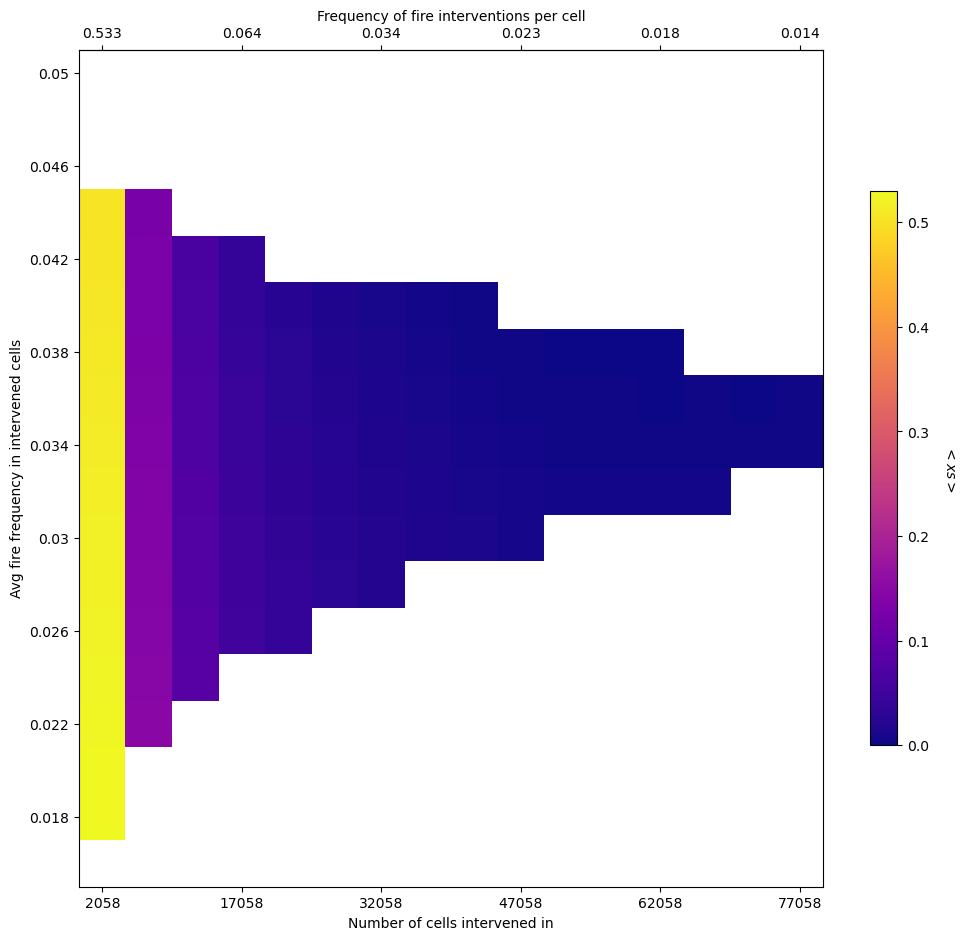 Frequency of fire interventions per cell
0.533 0.064 0.034 0.023 0.018 0.014
0.05
0.046
0.042
0.038
0.034
0.03
0.026
0.022
0.018
Avg fire frequency in intervened cells
2058 17058 32058 47058 62058 77058
Number of cells intervened in
0.5
0.4
0.3
0.2
0.1
0.0
< xs >